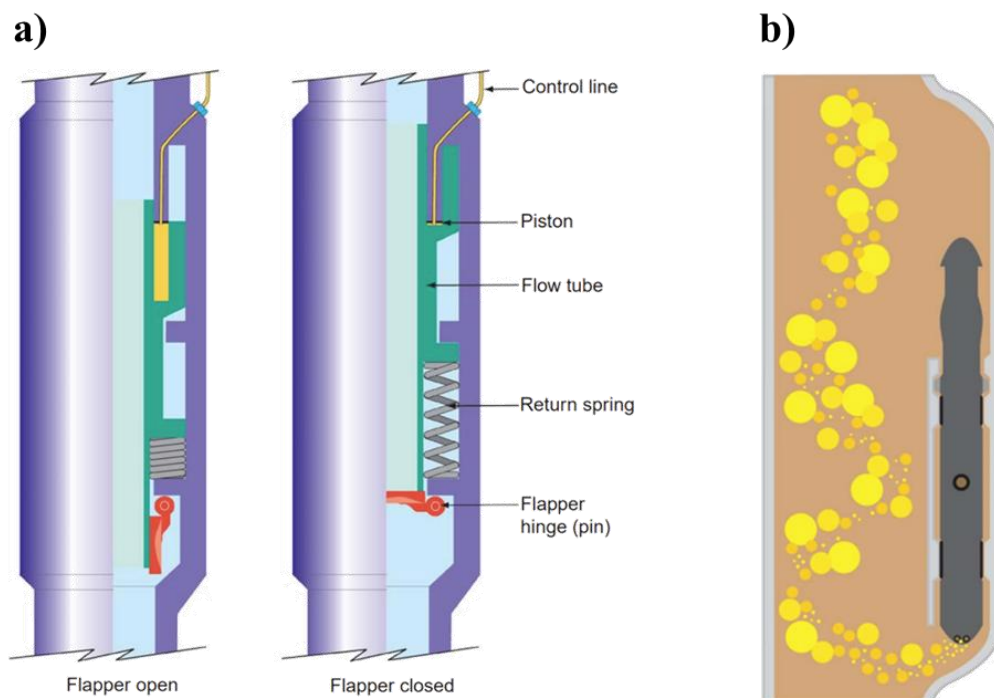 a)
b)
Control line
Piston
Flow tube
Return spring
Flapper
hinge (pin)
Flapper open
Flapper closed